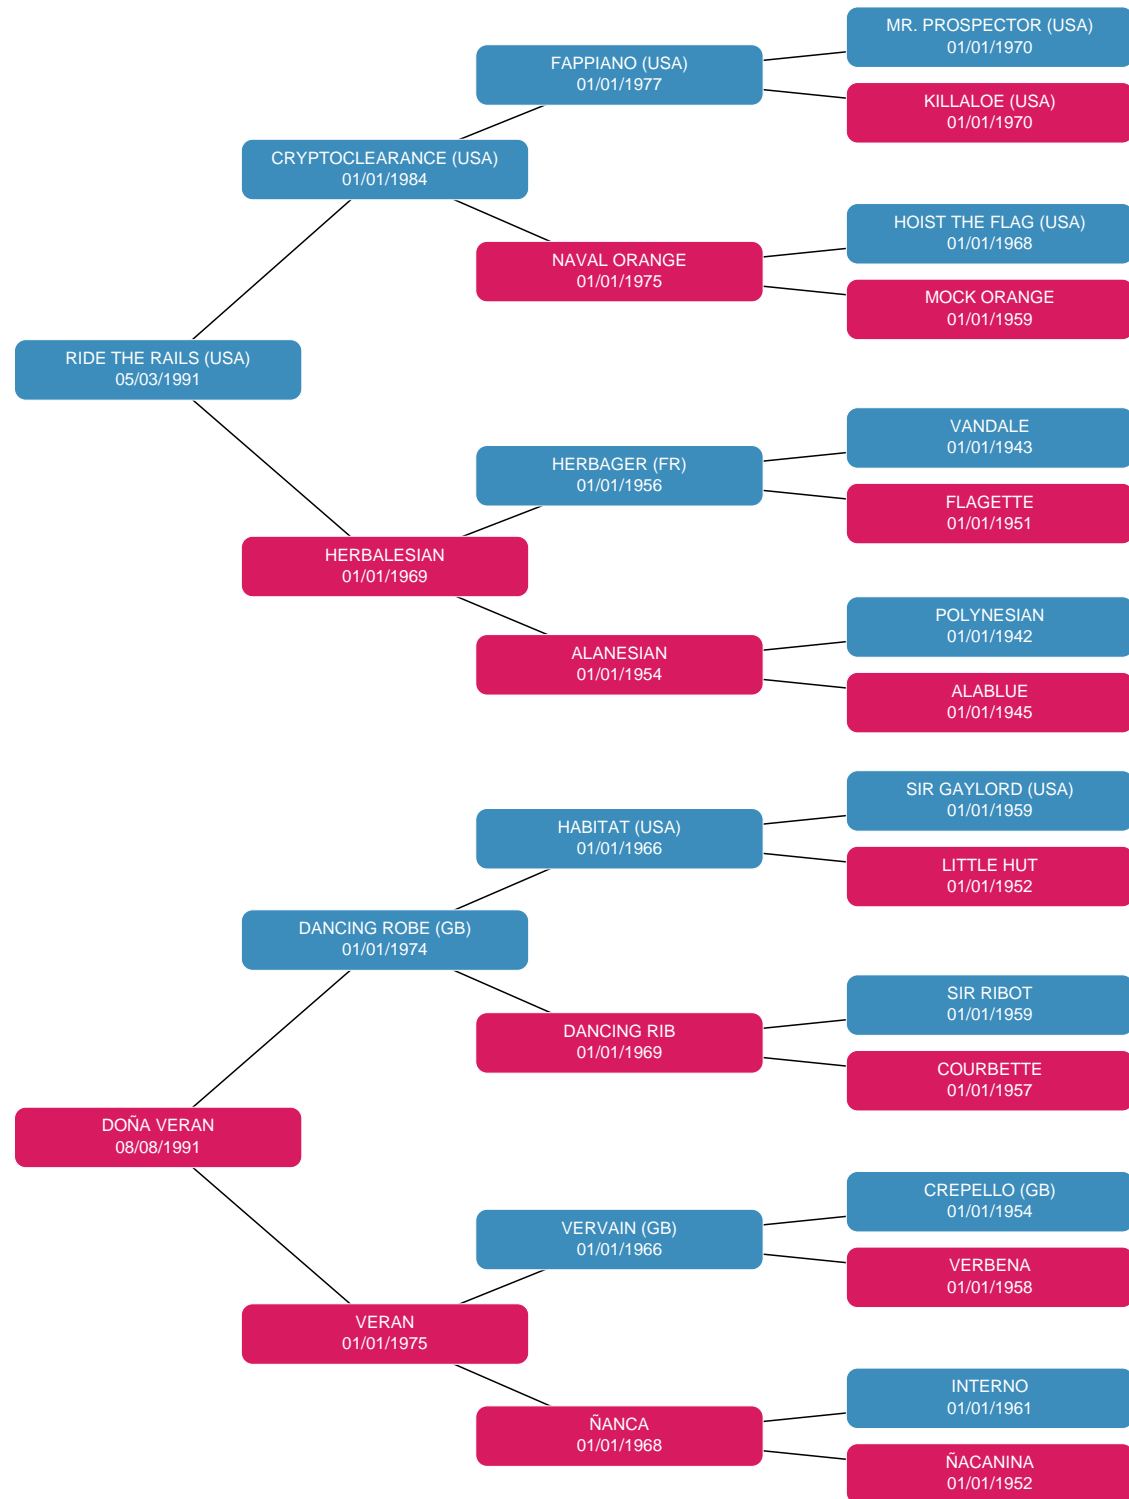 MR. PROSPECTOR (USA)
01/01/1970
FAPPIANO (USA)
01/01/1977
KILLALOE (USA)
01/01/1970
CRYPTOCLEARANCE (USA)
01/01/1984
HOIST THE FLAG (USA)
01/01/1968
NAVAL ORANGE
01/01/1975
MOCK ORANGE
01/01/1959
RIDE THE RAILS (USA)
05/03/1991
VANDALE
01/01/1943
HERBAGER (FR)
01/01/1956
FLAGETTE
01/01/1951
HERBALESIAN
01/01/1969
POLYNESIAN
01/01/1942
ALANESIAN
01/01/1954
ALABLUE
01/01/1945
SIR GAYLORD (USA)
01/01/1959
HABITAT (USA)
01/01/1966
LITTLE HUT
01/01/1952
DANCING ROBE (GB)
01/01/1974
SIR RIBOT
01/01/1959
DANCING RIB
01/01/1969
COURBETTE
01/01/1957
DOÑA VERAN
08/08/1991
CREPELLO (GB)
01/01/1954
VERVAIN (GB)
01/01/1966
VERBENA
01/01/1958
VERAN
01/01/1975
INTERNO
01/01/1961
ÑANCA
01/01/1968
ÑACANINA
01/01/1952